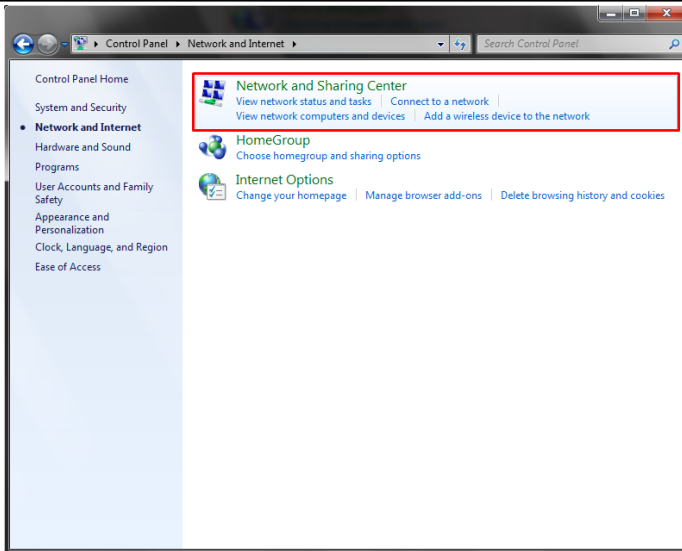 Control Panel Network and Internet
Search Control Panel
Control Panel Home
System and Security
Network and Internet
Hardware and Sound
Programs
User Accounts and Family
Safety
Appearance and
Personalization
Clock, Language, and Region
Ease of Access
Network and Sharing Center
View network status and tasks Connect to a network
View network computers and devices Add a wireless device to the network
HomeGroup
Choose homegroup and sharing options
Internet Options
Change your homepage Manage browser add-ons Delete browsing history and cookies